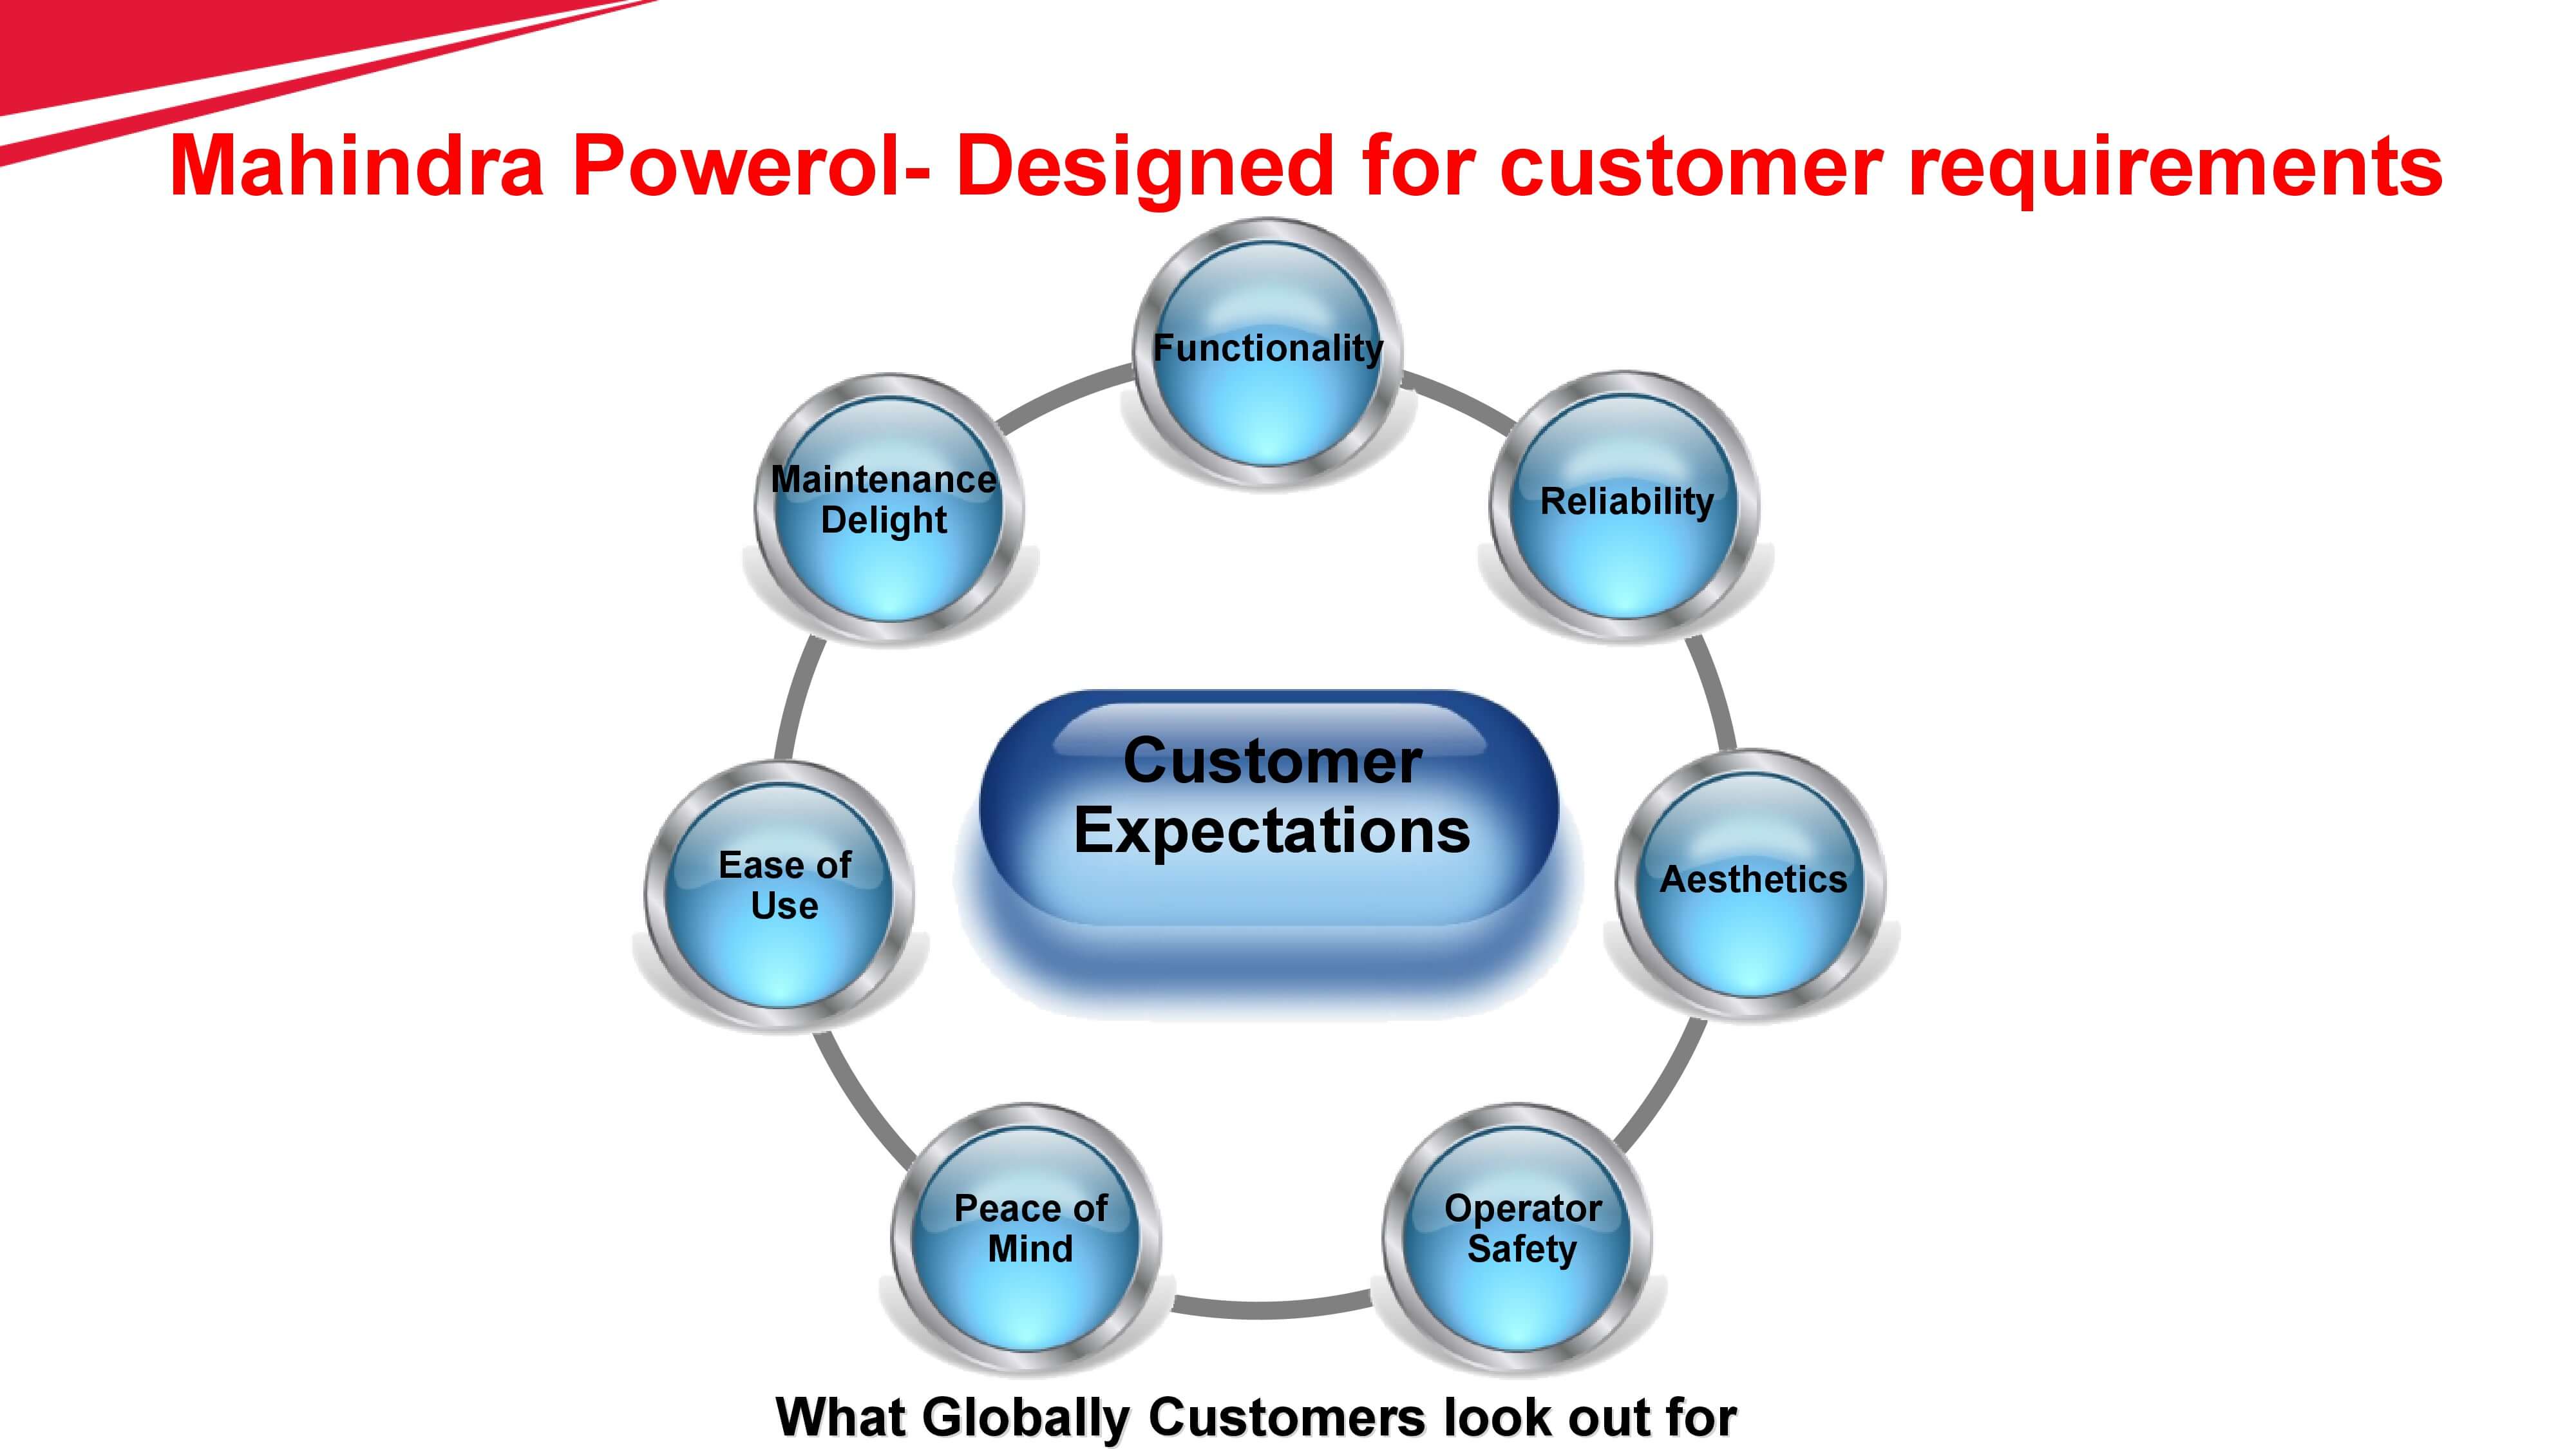 Mahindra Powerol- Designed for customer requirements
Functionality
Reliability
Maintenance
Delight
Customer
Expectations
Aesthetics
Ease of
Use
Peace of
Mind
Operator
Safety
What Globally Customers look out for